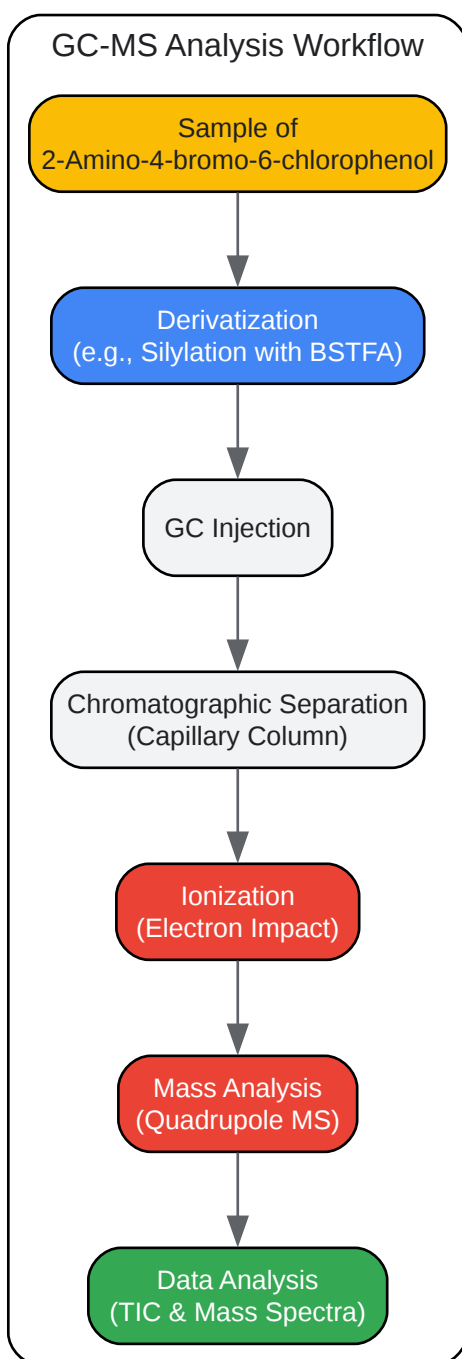 GC-MS Analysis Workflow
Sample of
2-Amino-4-bromo-6-chlorophenol
Derivatization
(e.g., Silylation with BSTFA)
GC Injection
Chromatographic Separation
(Capillary Column)
Ionization
(Electron Impact)
Mass Analysis
(Quadrupole MS)
Data Analysis
(TIC & Mass Spectra)